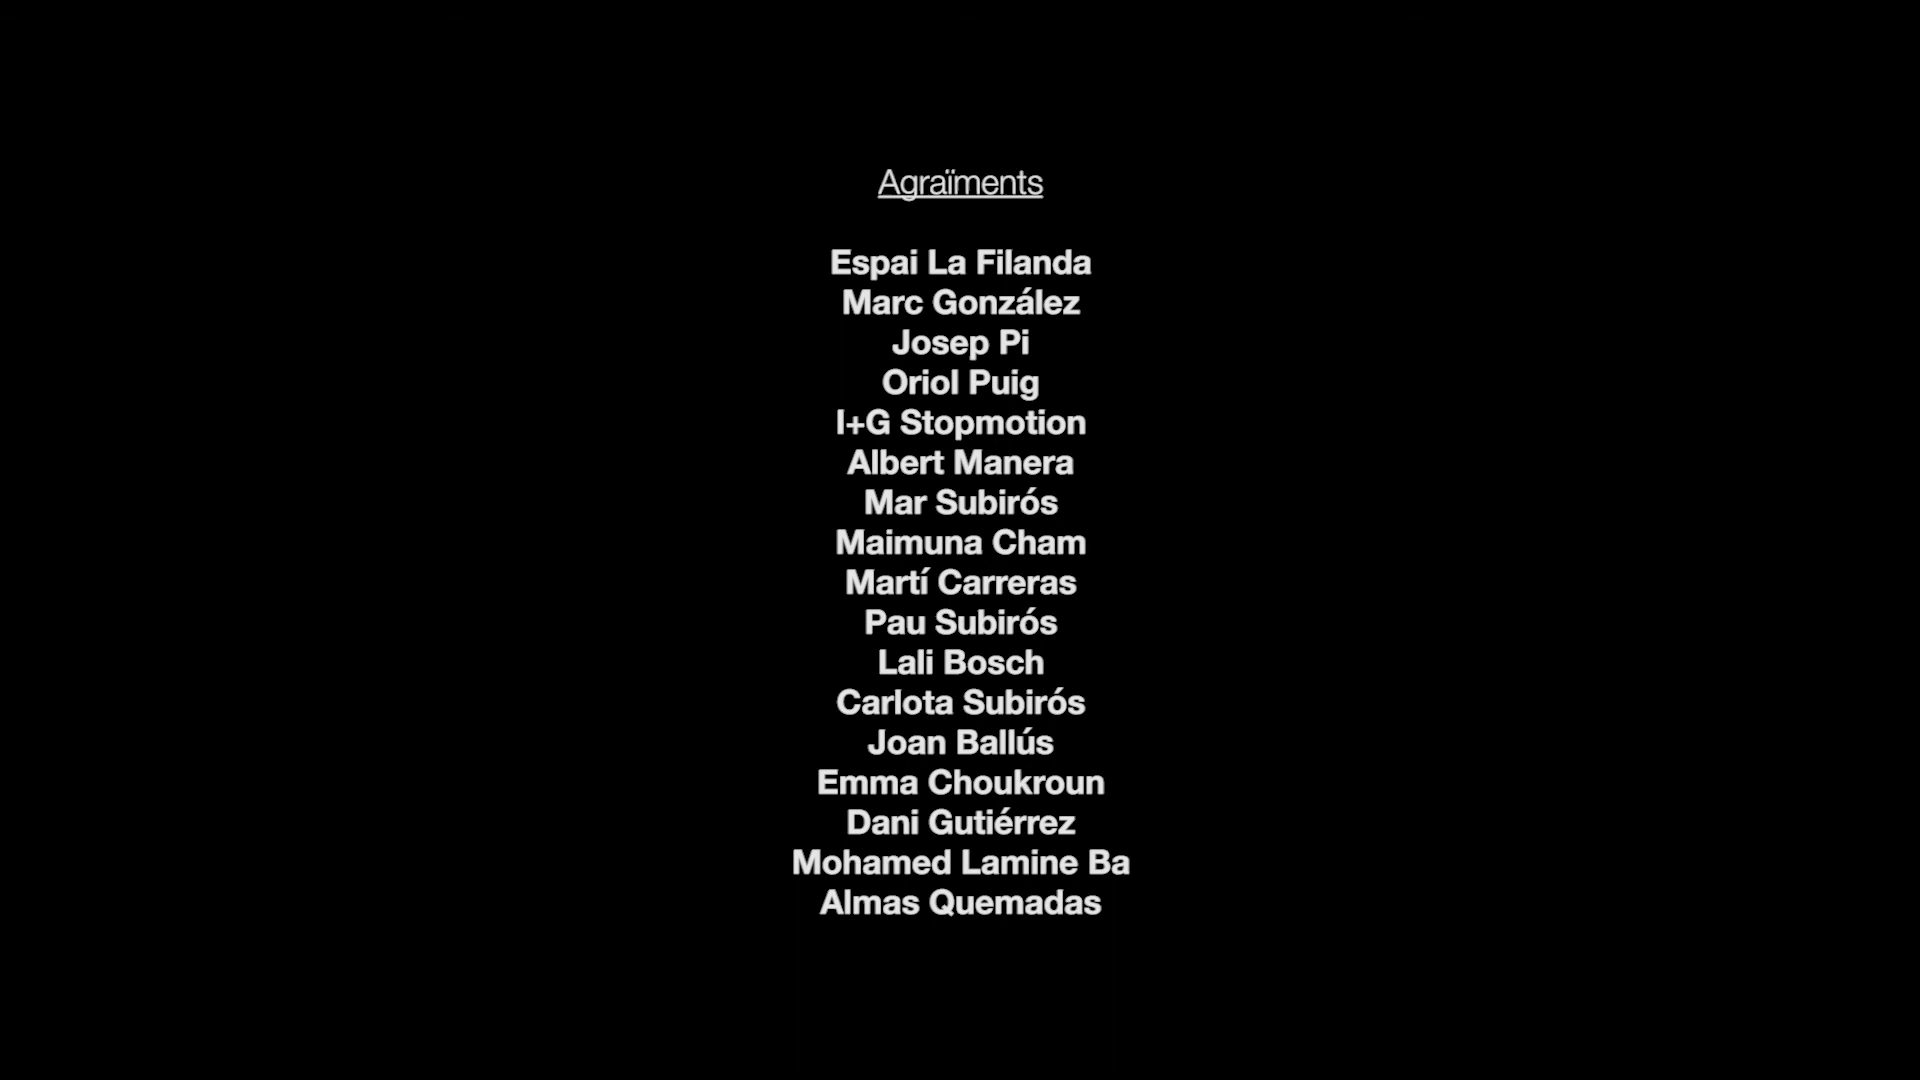 Agraïments
Espai La Filanda
Marc González
Josep Pi
Oriol Puig
I+G Stopmotion
Albert Manera
Mar Subirós
Maimuna Cham
Martí Carreras
Pau Subirós
Lali Bosch
Carlota Subirós
Joan Ballús
Emma Choukroun
Dani Gutiérrez
Mohamed Lamine Ba
Almas Quemadas